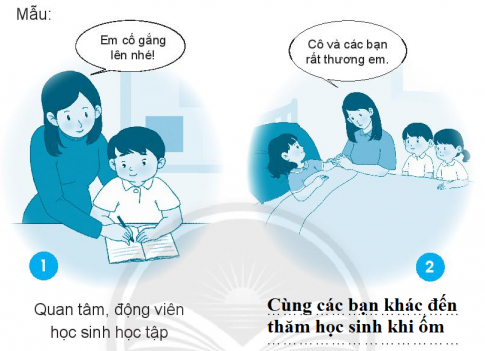 Mẫu:
Em cố gắng
lên nhé!
Cô và các bạn
rất thương em.
1
2
Quan tâm, động viên
học sinh học tập
Cùng các bạn khác đến
thăm học sinh khi ốm